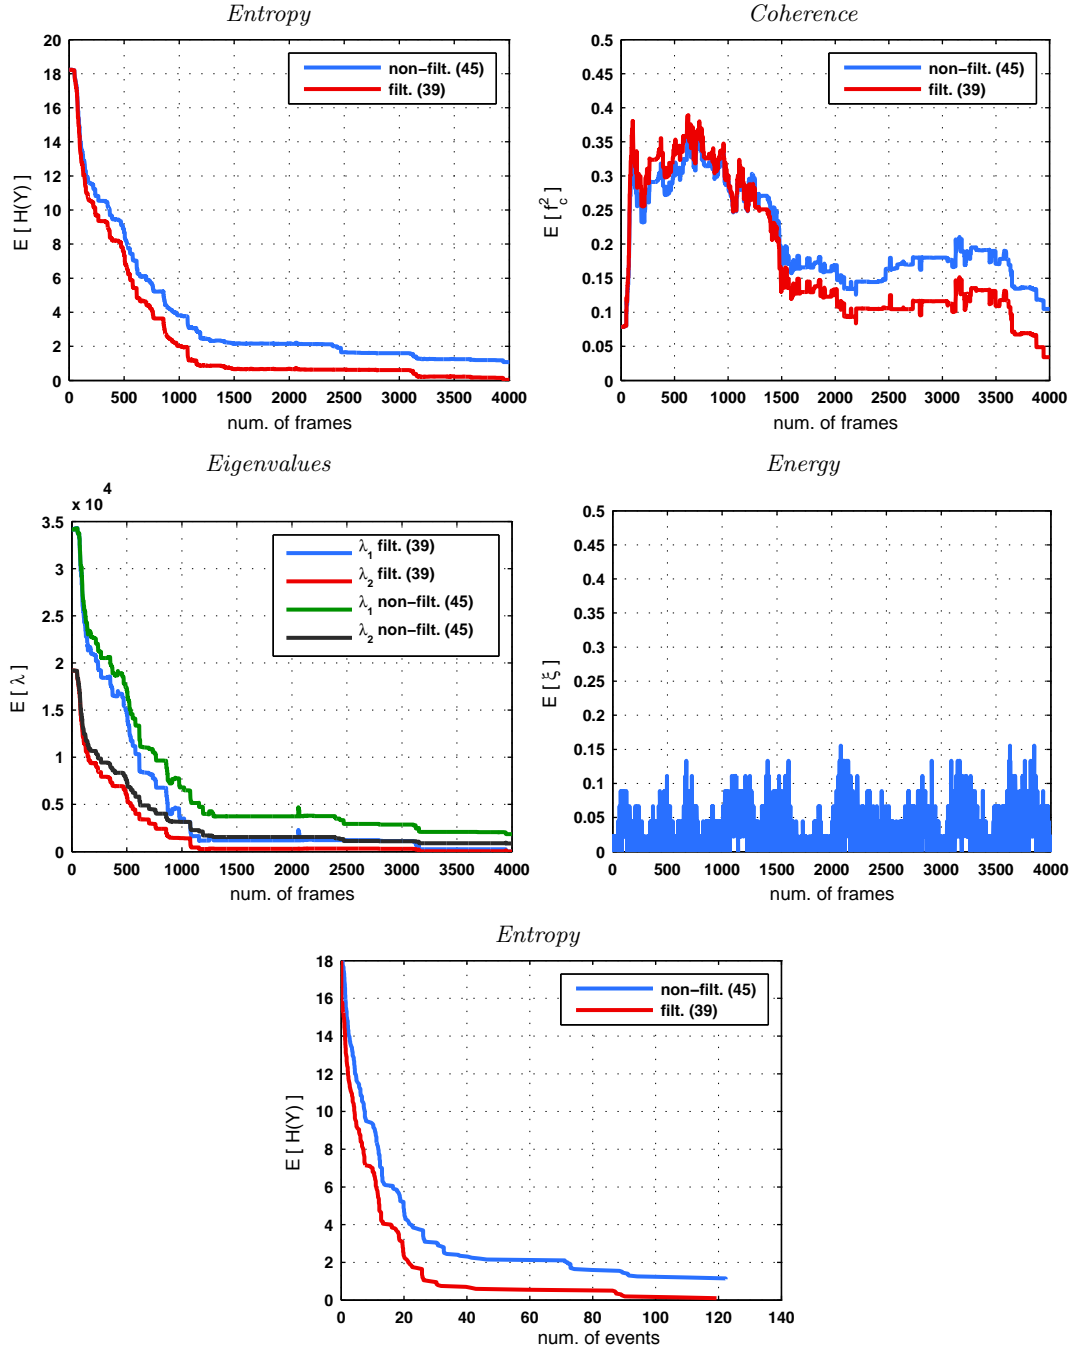 Entropy
20
18
16
14
12
10
8
6
4
2
0
E [ H(Y) ]
non-filt. (45)
filt. (39)
0 500 1000 1500 2000 2500 3000 3500 4000
num. of frames
Coherence
0.5
0.45
0.4
0.35
0.3
0.25
0.2
0.15
0.1
0.05
0
E [ f_c^2 ]
non-filt. (45)
filt. (39)
0 500 1000 1500 2000 2500 3000 3500 4000
num. of frames
Eigenvalues
x 10^4
3.5
3
2.5
2
1.5
1
0.5
0
E [ λ ]
λ_1 filt. (39)
λ_2 filt. (39)
λ_1 non-filt. (45)
λ_2 non-filt. (45)
0 500 1000 1500 2000 2500 3000 3500 4000
num. of frames
Energy
0.5
0.45
0.4
0.35
0.3
0.25
0.2
0.15
0.1
0.05
0
E [ ξ ]
0 500 1000 1500 2000 2500 3000 3500 4000
num. of frames
Entropy
18
16
14
12
10
8
6
4
2
0
E [ H(Y) ]
non-filt. (45)
filt. (39)
0 20 40 60 80 100 120 140
num. of events